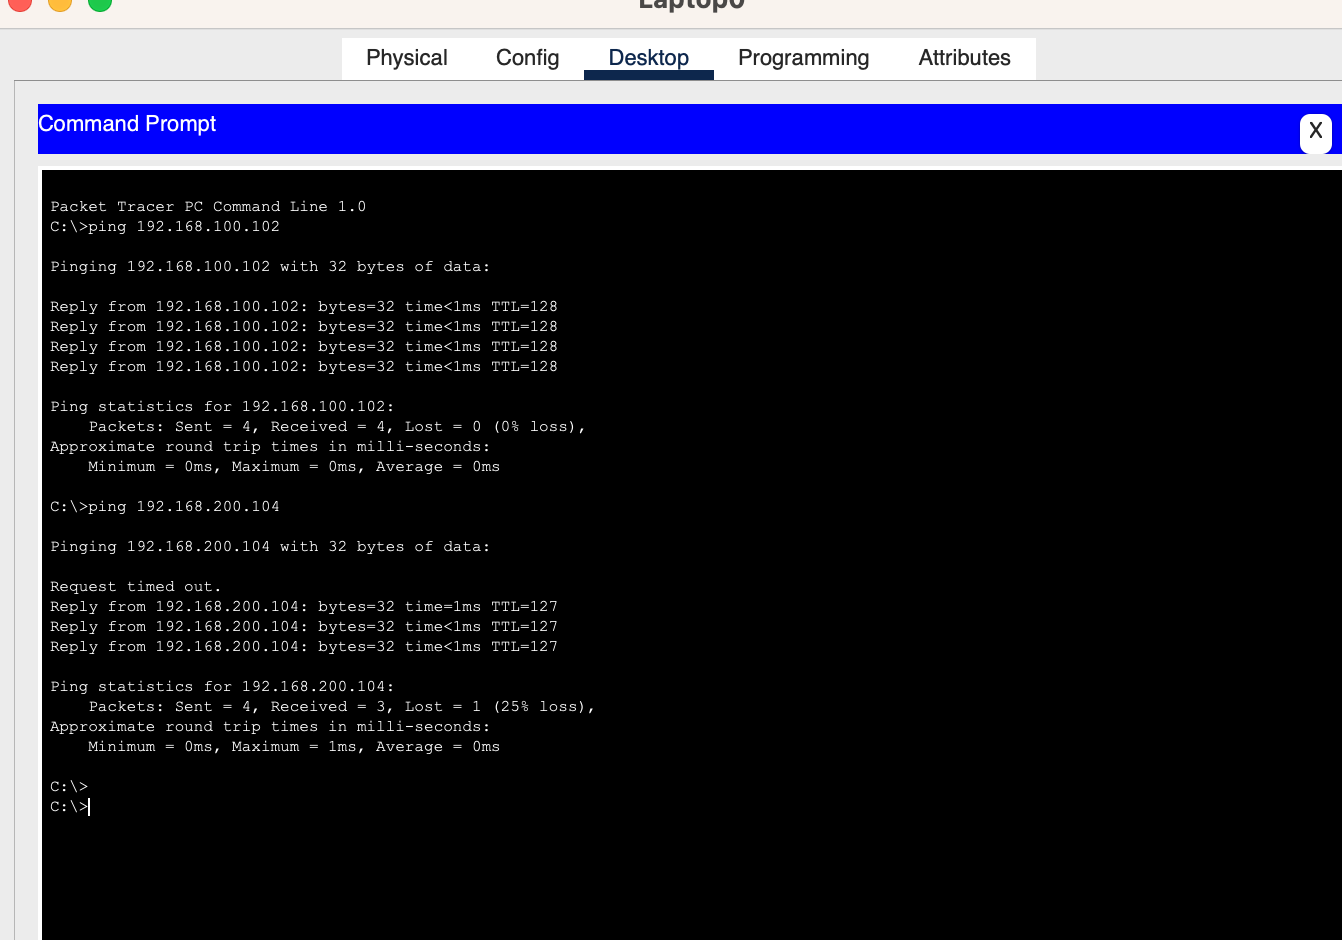 Laptop0
Physical Config Desktop Programming Attributes
Command Prompt
X
Packet Tracer PC Command Line 1.0
C:\>ping 192.168.100.102
Pinging 192.168.100.102 with 32 bytes of data:
Reply from 192.168.100.102: bytes=32 time<1ms TTL=128
Reply from 192.168.100.102: bytes=32 time<1ms TTL=128
Reply from 192.168.100.102: bytes=32 time<1ms TTL=128
Reply from 192.168.100.102: bytes=32 time<1ms TTL=128
Ping statistics for 192.168.100.102:
Packets: Sent = 4, Received = 4, Lost = 0 (0% loss),
Approximate round trip times in milli-seconds:
Minimum = 0ms, Maximum = 0ms, Average = 0ms
C:\>ping 192.168.200.104
Pinging 192.168.200.104 with 32 bytes of data:
Request timed out.
Reply from 192.168.200.104: bytes=32 time=1ms TTL=127
Reply from 192.168.200.104: bytes=32 time<1ms TTL=127
Reply from 192.168.200.104: bytes=32 time<1ms TTL=127
Ping statistics for 192.168.200.104:
Packets: Sent = 4, Received = 3, Lost = 1 (25% loss),
Approximate round trip times in milli-seconds:
Minimum = 0ms, Maximum = 1ms, Average = 0ms
C:\>
C:\>